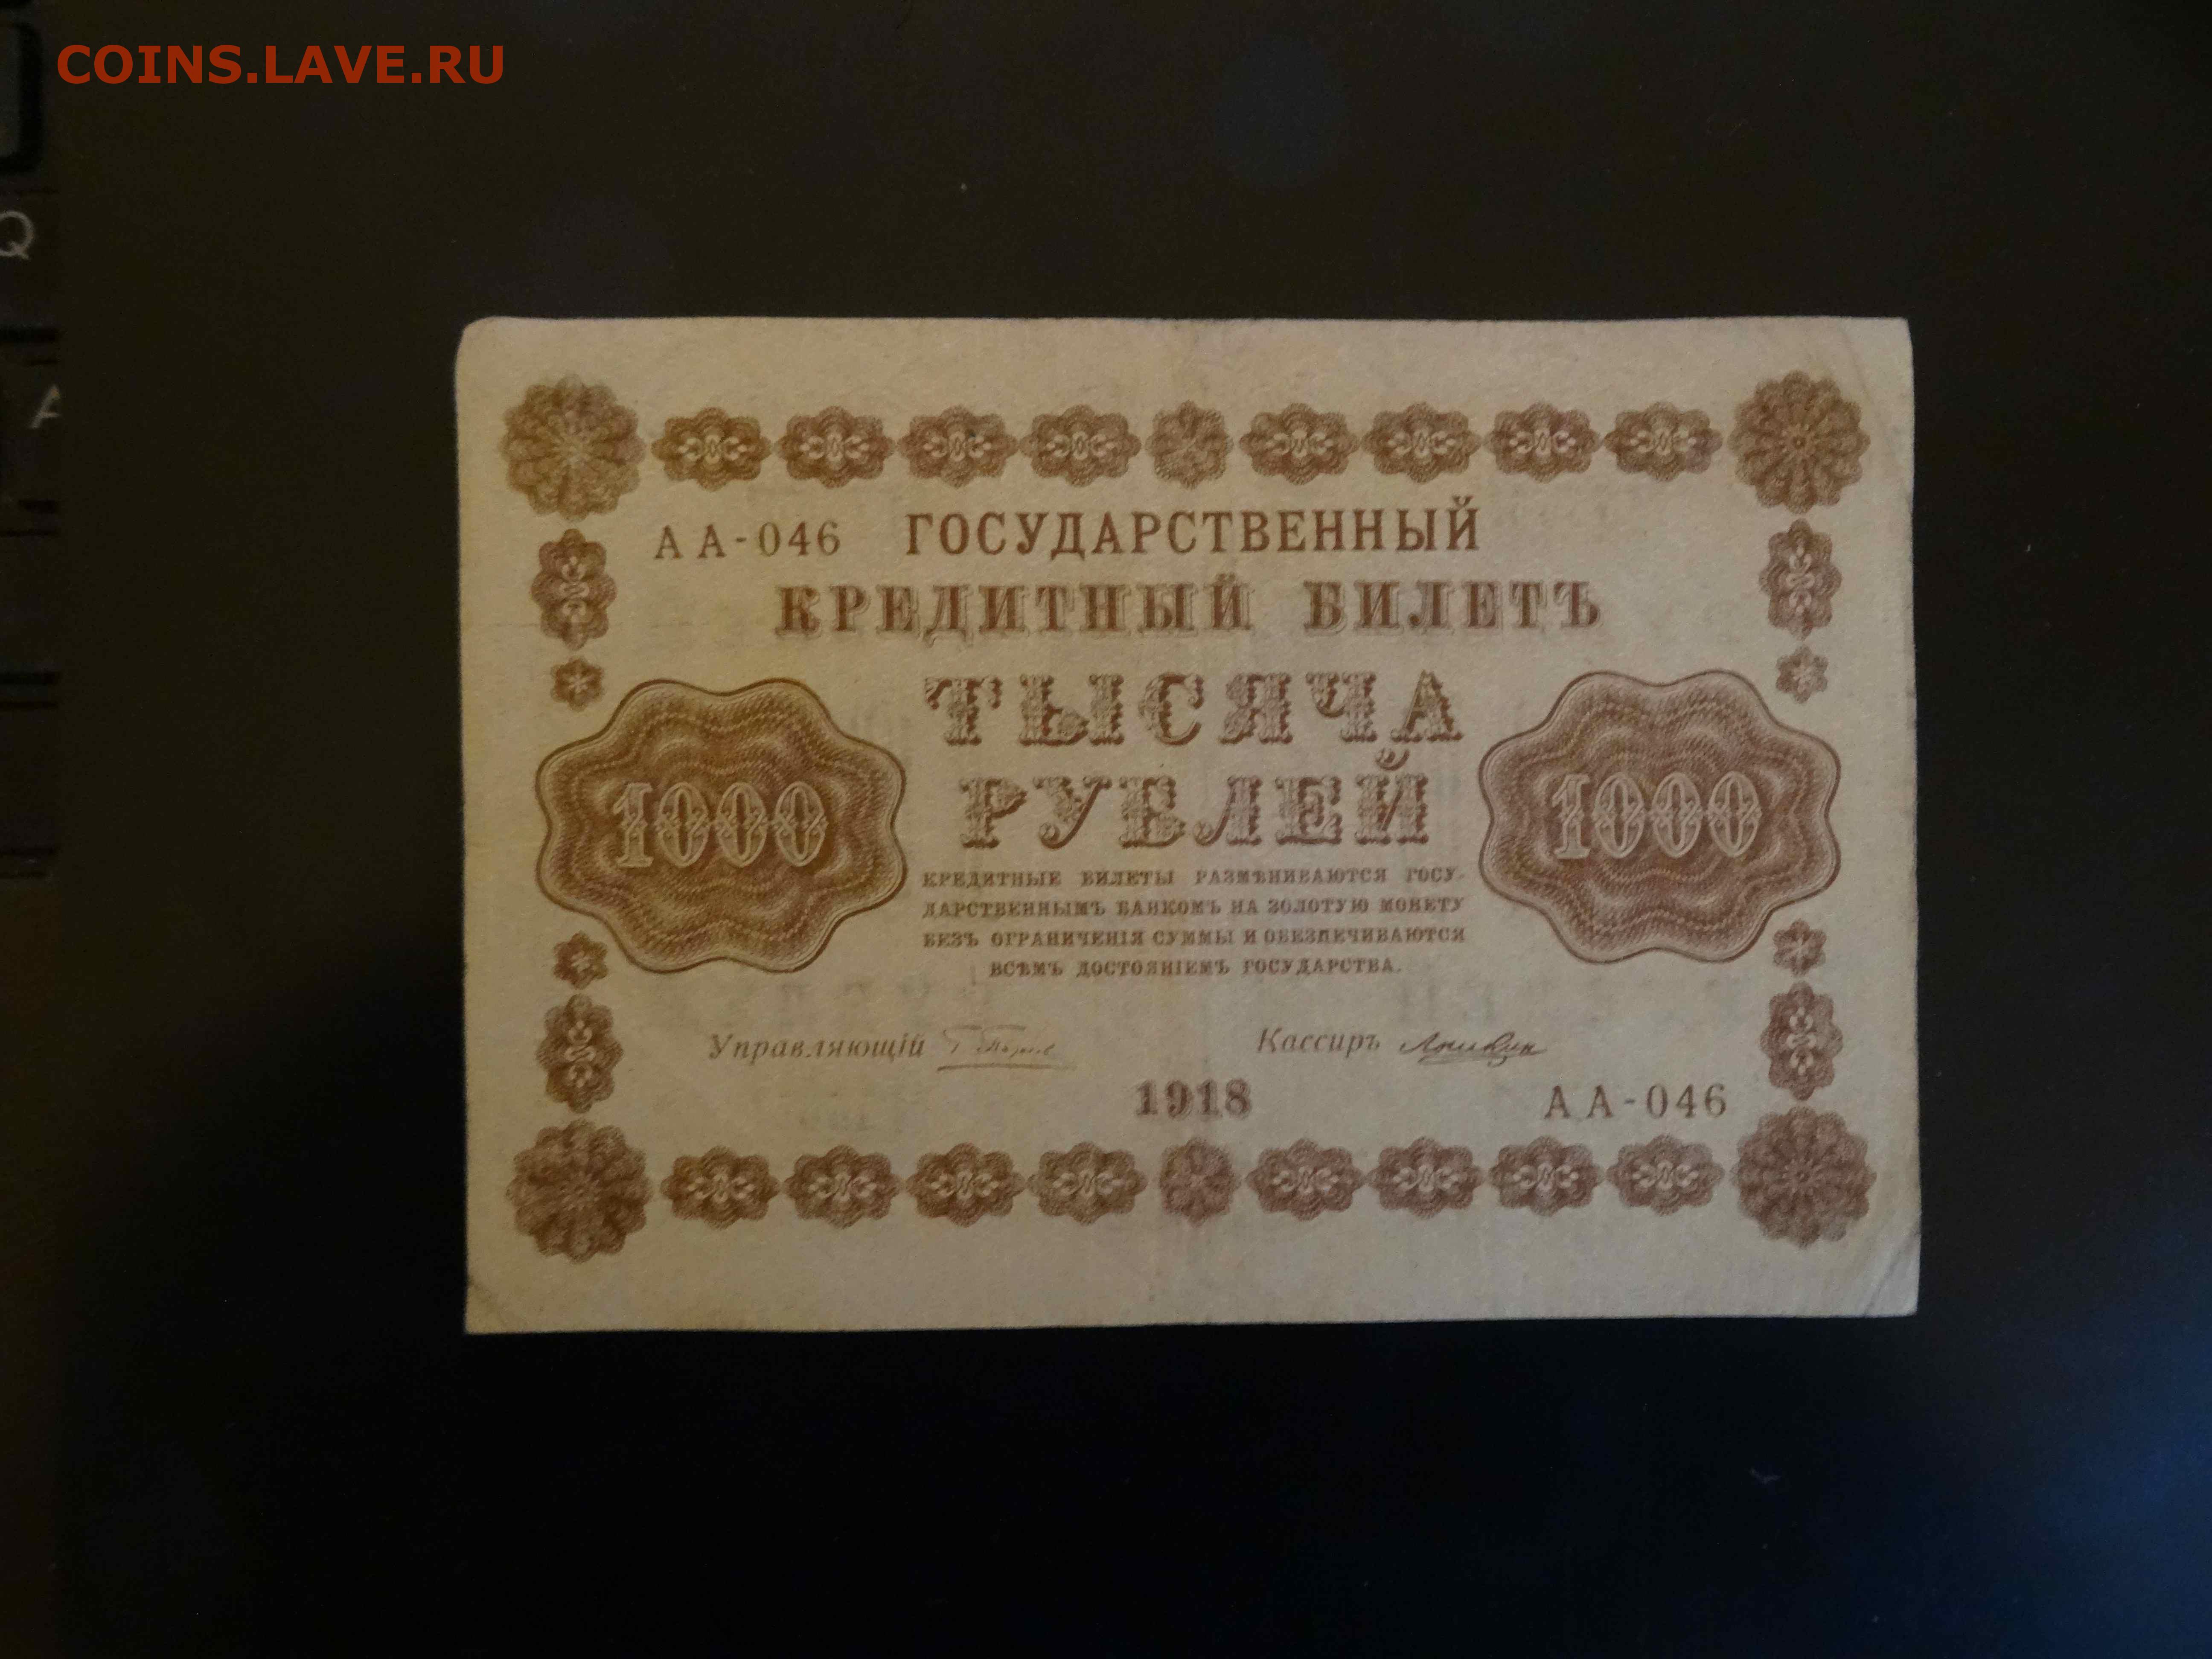 COINS.LAVE.RU
Q
A
АА-046 ГОСУДАРСТВЕННЫЙ
КРЕДИТНЫЙ БИЛЕТЪ
ТЫСЯЧА
РУБЛЕЙ
1000
1000
КРЕДИТНЫЕ БИЛЕТЫ РАЗМѢНИВАЮТСЯ ГОСУ-
ДАРСТВЕННЫМЪ БАНКОМЪ НА ЗОЛОТУЮ МОНЕТУ
БЕЗЪ ОГРАНИЧЕНІЯ СУММЫ И ОБЕЗПЕЧИВАЮТСЯ
ВСѢМЪ ДОСТОЯНІЕМЪ ГОСУДАРСТВА.
Управляющій
Кассиръ
1918
АА-046